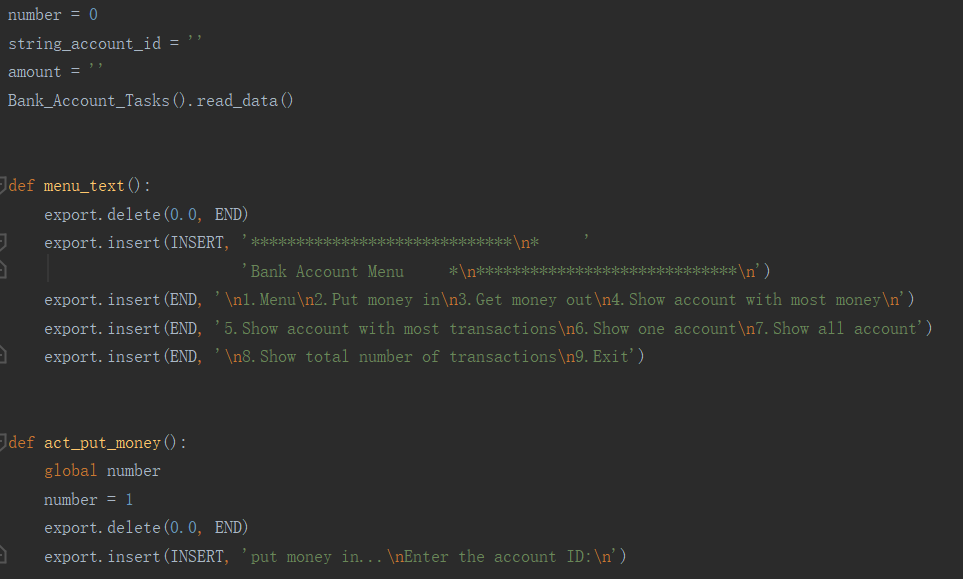 number = 0
string_account_id = ''
amount = ''
Bank_Account_Tasks().read_data()
def menu_text():
    export.delete(0.0, END)
    export.insert(INSERT, '*****************************\n*     '
                          'Bank Account Menu     *\n*****************************\n')
    export.insert(END, '\n1.Menu\n2.Put money in\n3.Get money out\n4.Show account with most money\n')
    export.insert(END, '5.Show account with most transactions\n6.Show one account\n7.Show all account')
    export.insert(END, '\n8.Show total number of transactions\n9.Exit')
def act_put_money():
    global number
    number = 1
    export.delete(0.0, END)
    export.insert(INSERT, 'put money in...\nEnter the account ID:\n')